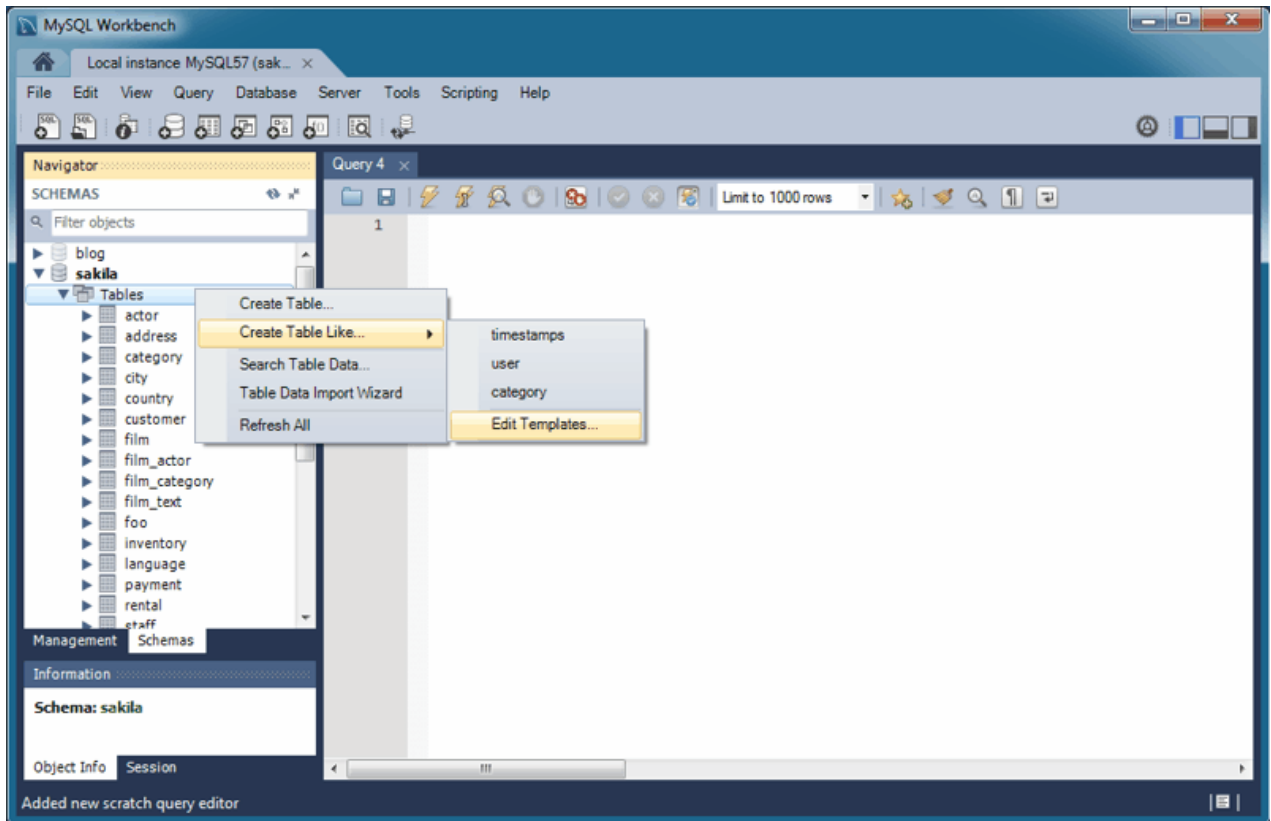 MySQL Workbench
Local instance MySQL57 (sak... ×
File Edit View Query Database Server Tools Scripting Help
Navigator
Query 4 ×
SCHEMAS
Limit to 1000 rows
Filter objects
1
blog
sakila
Tables
actor
address
category
city
country
customer
film
film_actor
film_category
film_text
foo
inventory
language
payment
rental
staff
Create Table...
Create Table Like...
Search Table Data...
Table Data Import Wizard
Refresh All
timestamps
user
category
Edit Templates...
Management Schemas
Information
Schema: sakila
Object Info Session
Added new scratch query editor